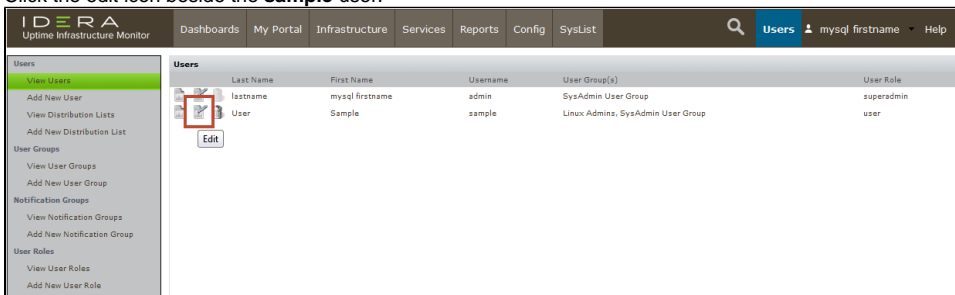 Click the edit icon beside the sample user.
IDERA
Uptime Infrastructure Monitor
Dashboards My Portal Infrastructure Services Reports Config SysList Users mysql firstname Help
Users
View Users
Add New User
View Distribution Lists
Add New Distribution List
User Groups
View User Groups
Add New User Group
Notification Groups
View Notification Groups
Add New Notification Group
User Roles
View User Roles
Add New User Role
Users
Last Name First Name Username User Group(s) User Role
lastname mysql firstname admin SysAdmin User Group superadmin
User Sample sample Linux Admins, SysAdmin User Group user
Edit